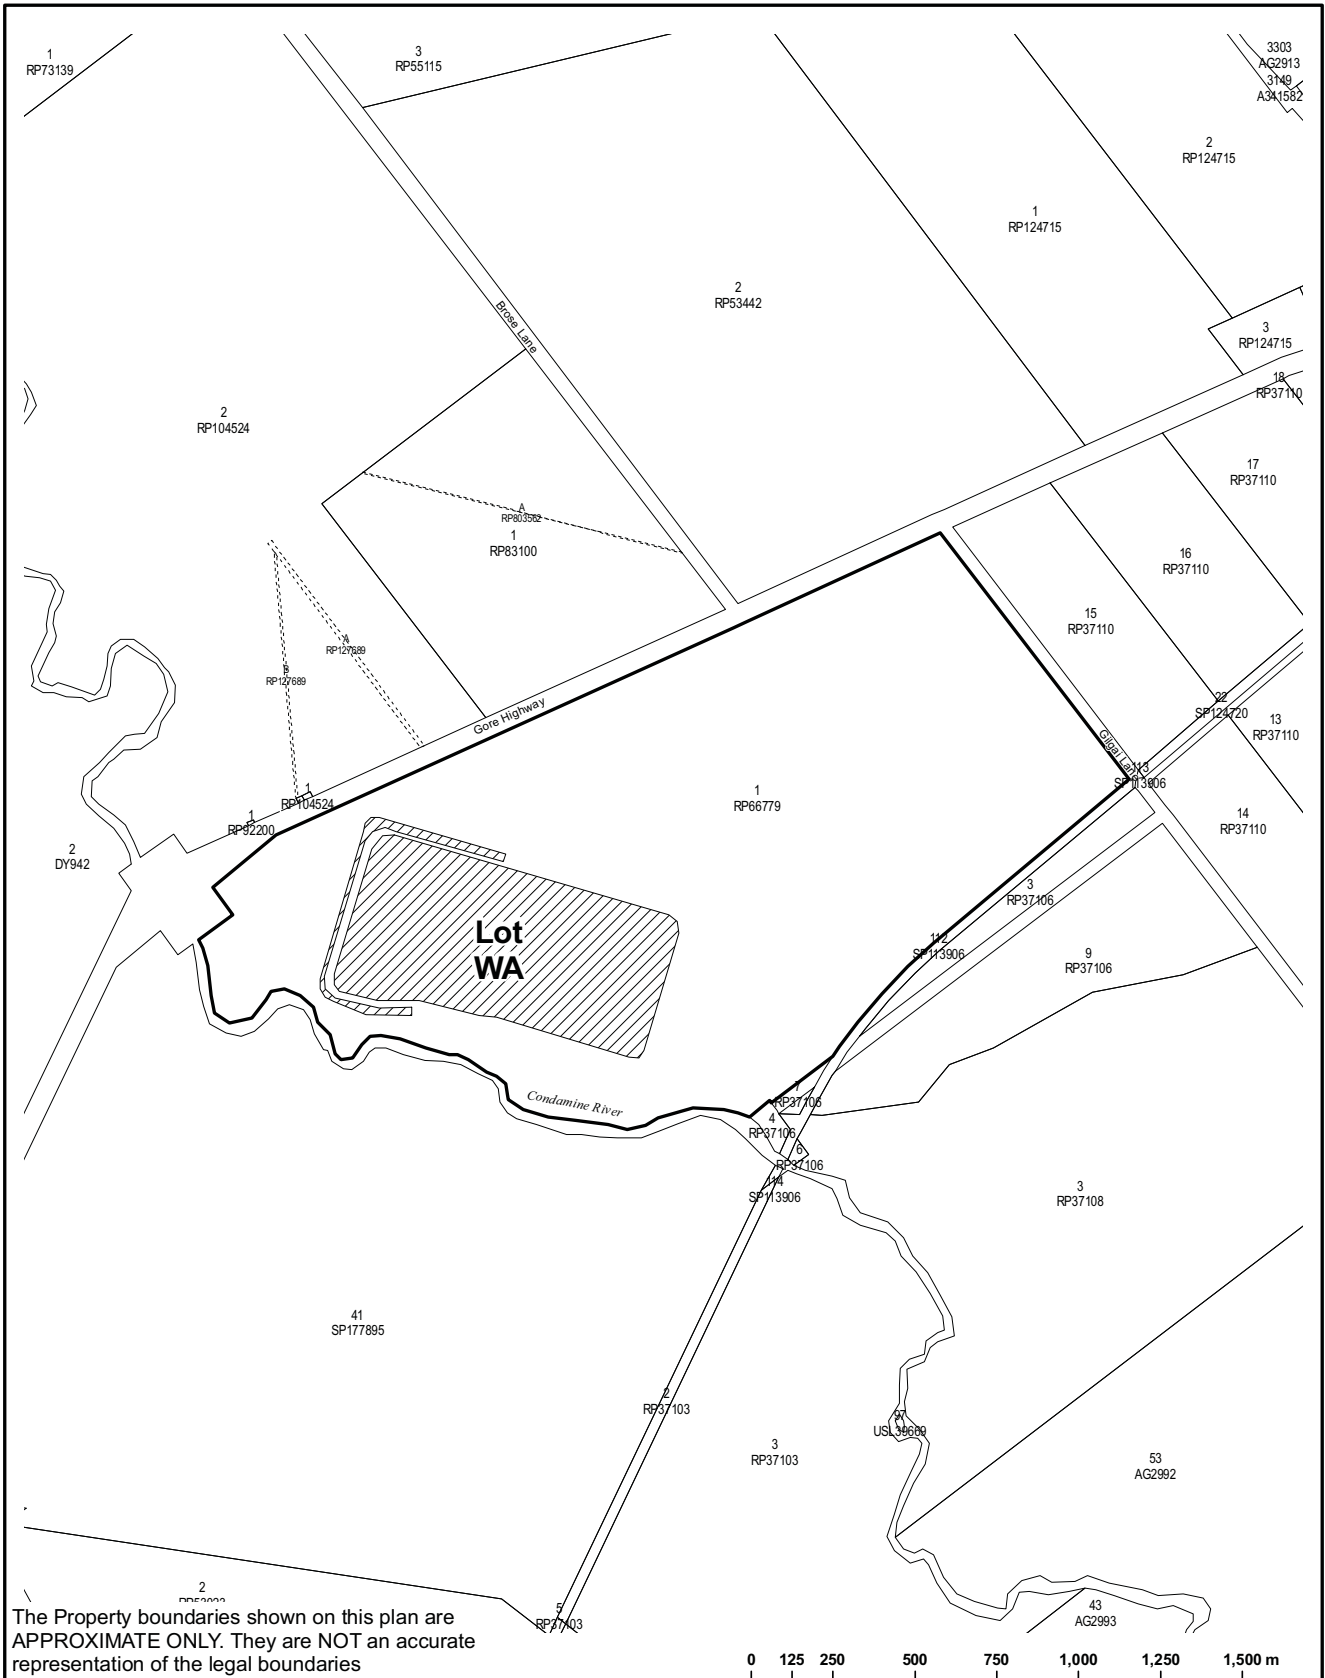 1
RP73139
3
RP55115
3303
AG2913
3149
A341582
2
RP124715
1
RP124715
2
RP53442
Brose Lane
3
RP124715
18
RP37110
2
RP104524
17
RP37110
A
RP803562
1
RP83100
16
RP37110
15
RP37110
A
RP127689
B
RP127689
22
SP124720
13
RP37110
Gore Highway
Gilgai Lane
113
SP113906
1
RP104524
1
RP66779
1
RP92200
14
RP37110
2
DY942
3
RP37106
Lot
WA
112
SP113906
9
RP37106
7
RP37106
Condamine River
4
RP37106
6
RP37106
114
SP113906
3
RP37108
41
SP177895
2
RP37103
97
USL39669
3
RP37103
53
AG2992
2
5
RP37103
43
AG2993
The Property boundaries shown on this plan are
APPROXIMATE ONLY. They are NOT an accurate
representation of the legal boundaries
0 125 250 500 750 1,000 1,250 1,500 m